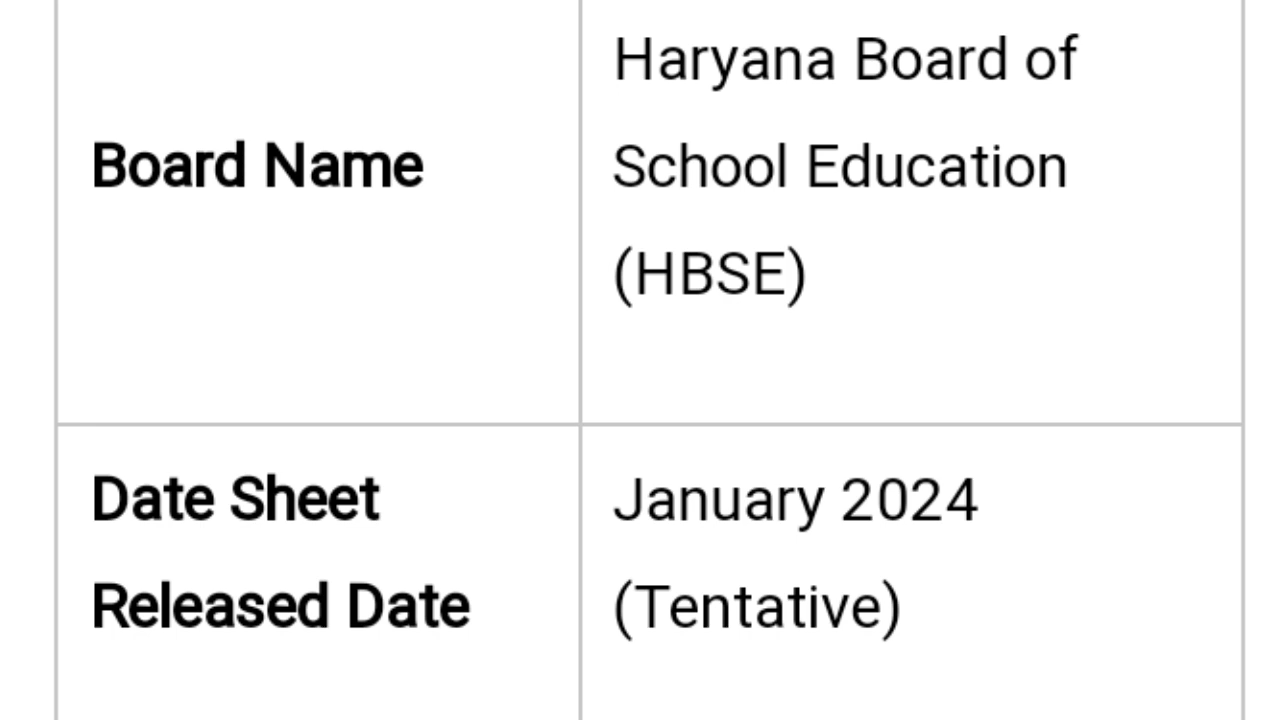 Board Name
Haryana Board of
School Education
(HBSE)
Date Sheet
Released Date
January 2024
(Tentative)